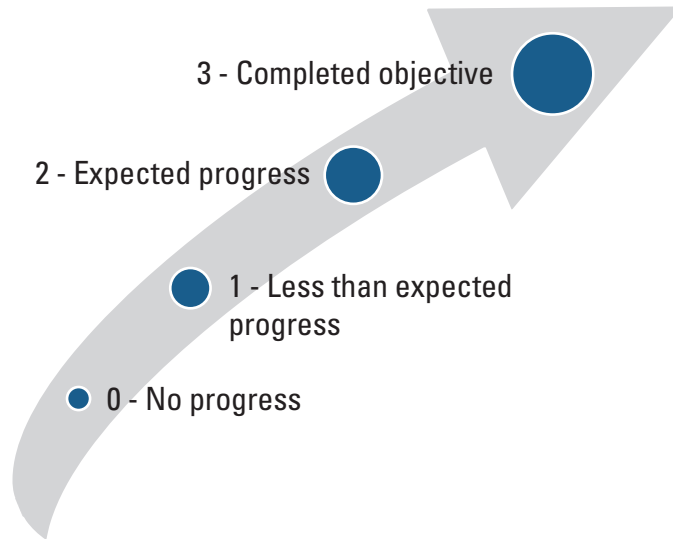 3 - Completed objective
2 - Expected progress
1 - Less than expected
progress
0 - No progress